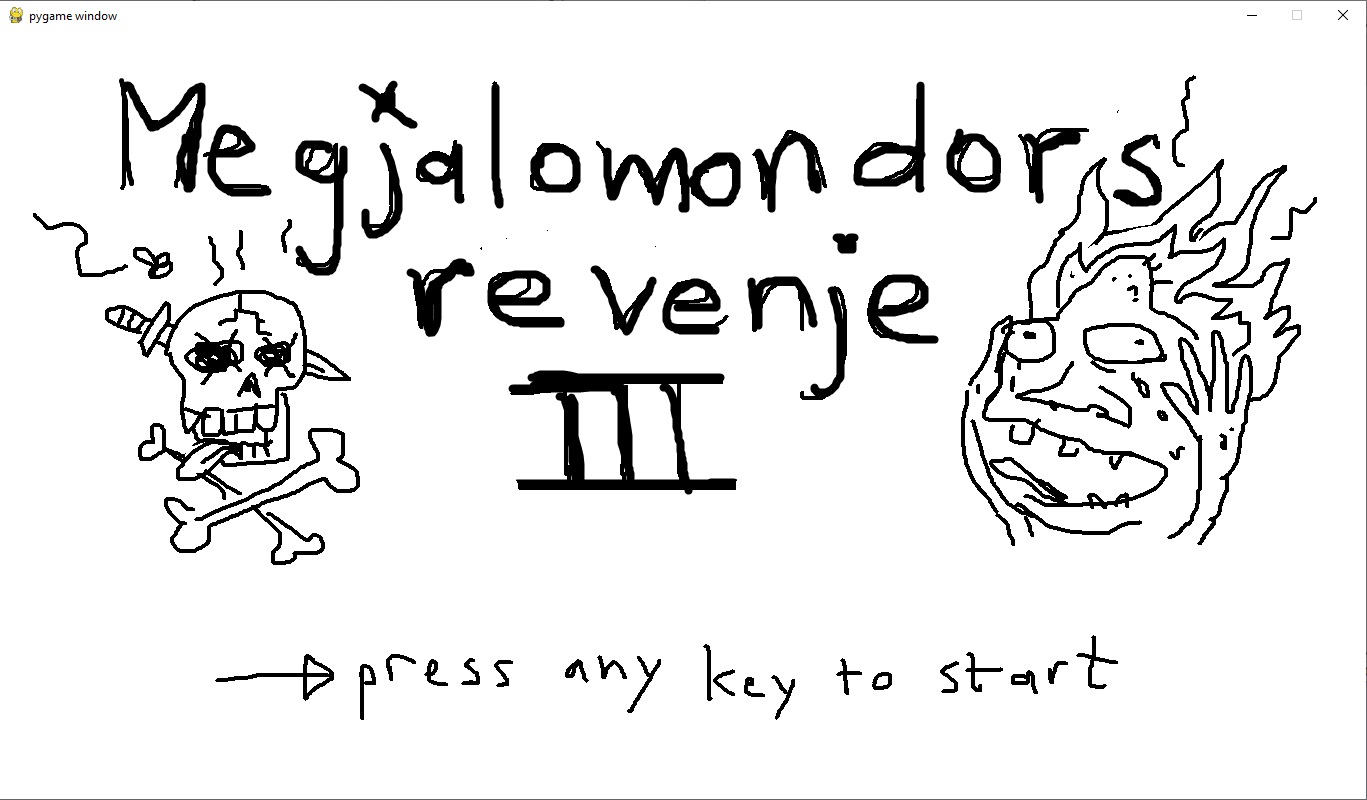 pygame window
Megjalomondors
revenje
III
press any key to start